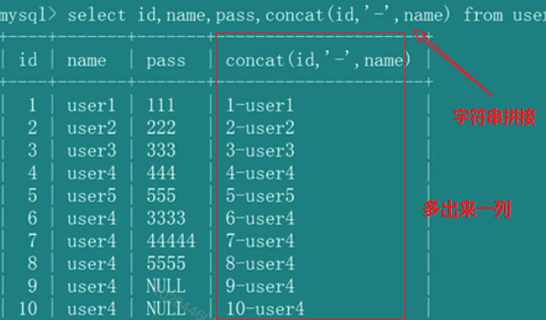 mysql> select id,name,pass,concat(id,'-',name) from user
| id | name | pass | concat(id,'-',name) |
| 1 | user1 | 111 | 1-user1
| 2 | user2 | 222 | 2-user2
| 3 | user3 | 333 | 3-user3
| 4 | user4 | 444 | 4-user4
| 5 | user5 | 555 | 5-user5
| 6 | user4 | 3333 | 6-user4
| 7 | user4 | 44444 | 7-user4
| 8 | user4 | 5555 | 8-user4
| 9 | user4 | NULL | 9-user4
| 10 | user4 | NULL | 10-user4
字符串拼接
多出来一列